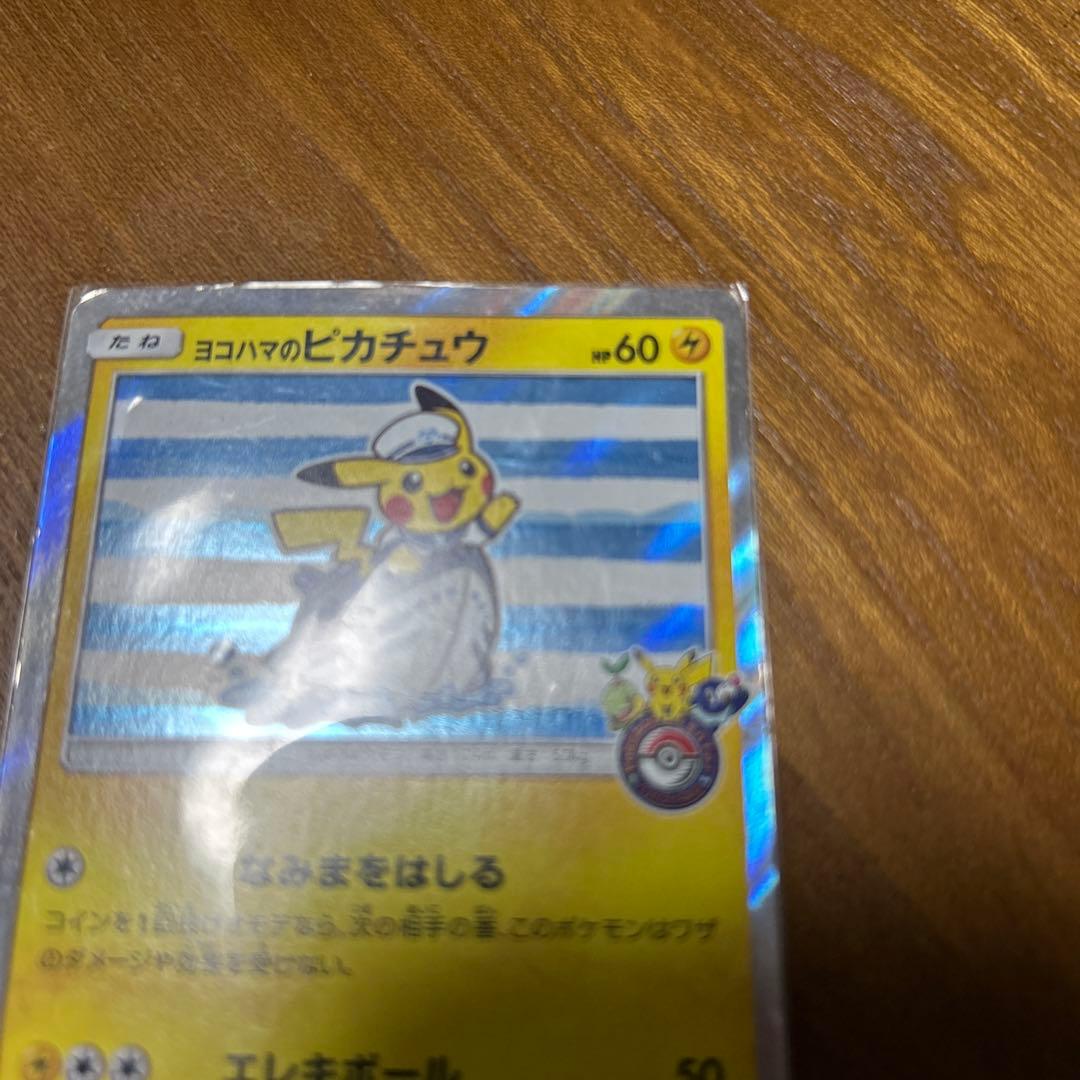 たね ヨコハマのピカチュウ HP60
なみまをはしる
コインを1回投げオモテなら、次の相手の番、このポケモンはワザ
のダメージや効果を受けない。
エレキボール 50